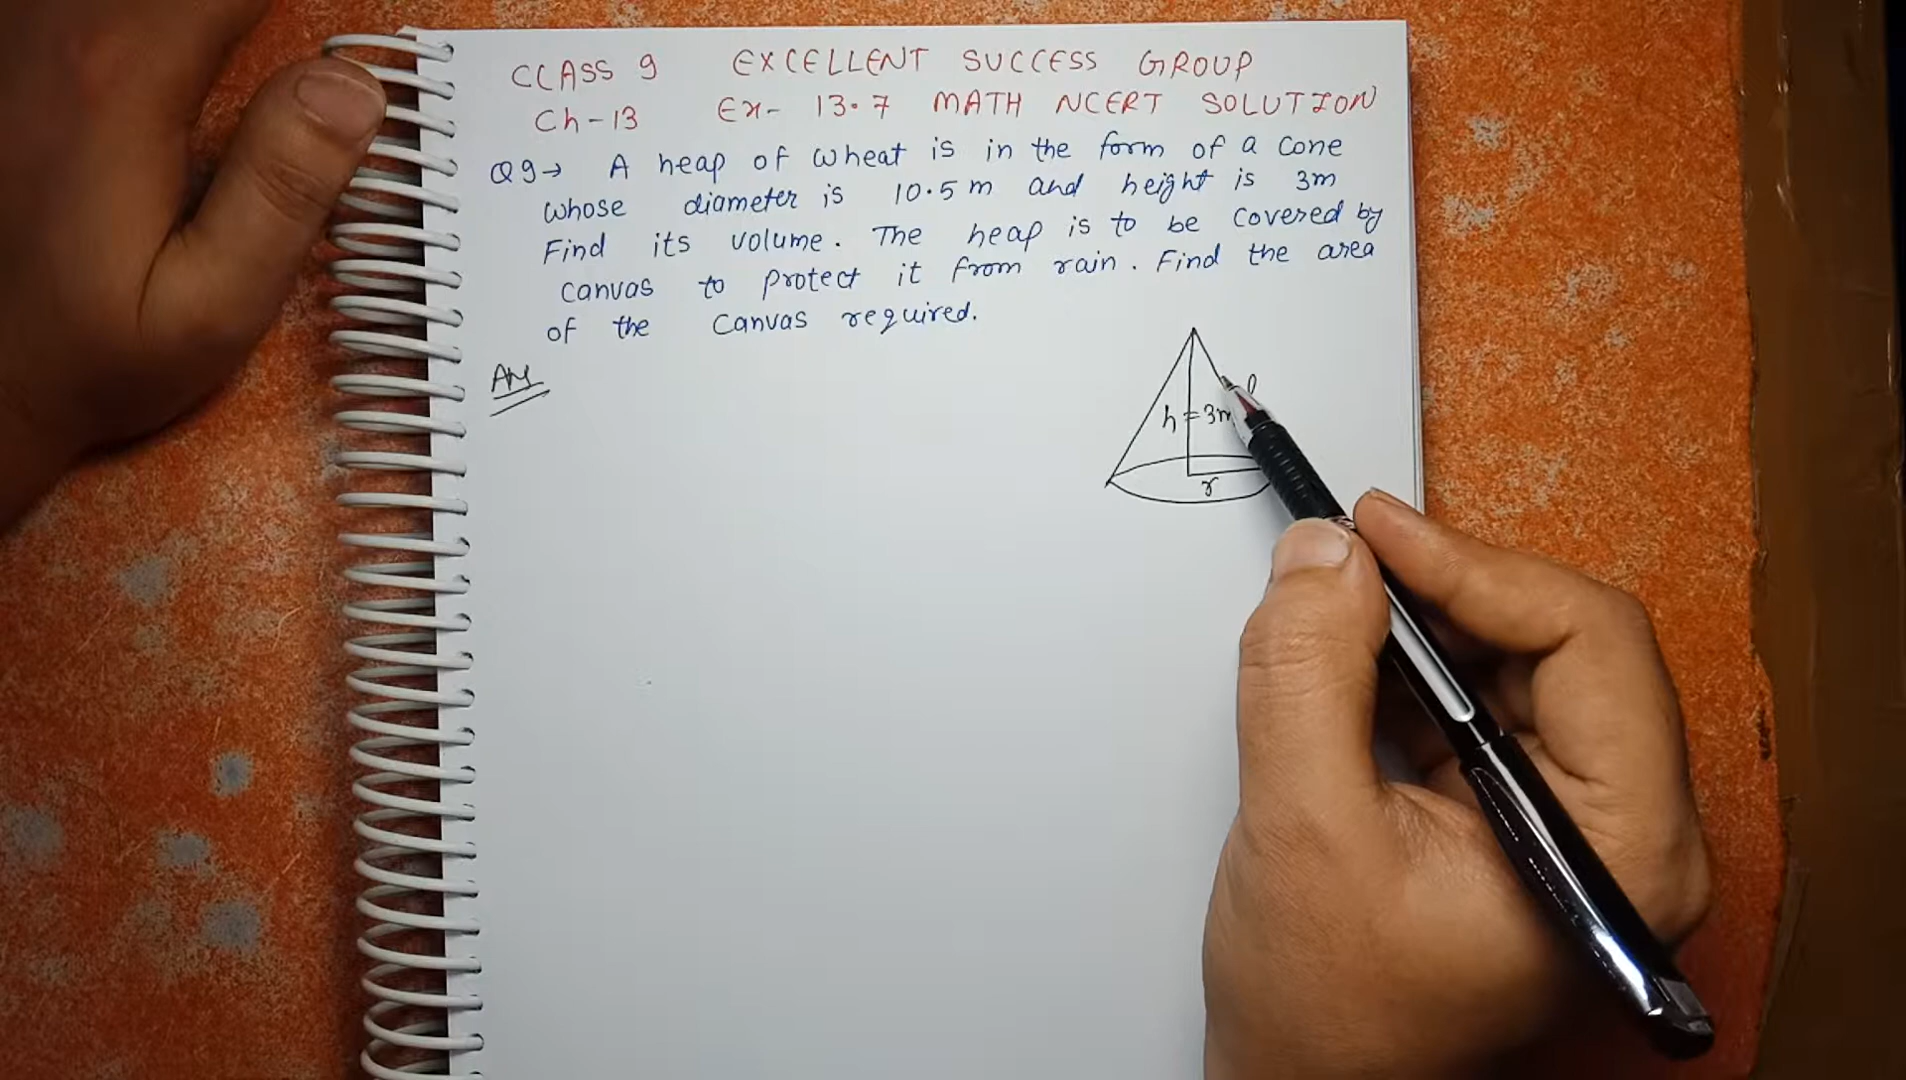 CLASS 9 EXCELLENT SUCCESS GROUP
Ch-13 Ex- 13.7 MATH NCERT SOLUTION
Q9→ A heap of wheat is in the form of a cone
whose diameter is 10.5 m and height is 3m
Find its volume. The heap is to be covered by
canvas to protect it from rain. Find the area
of the canvas required.
Ans
l
h = 3m
r